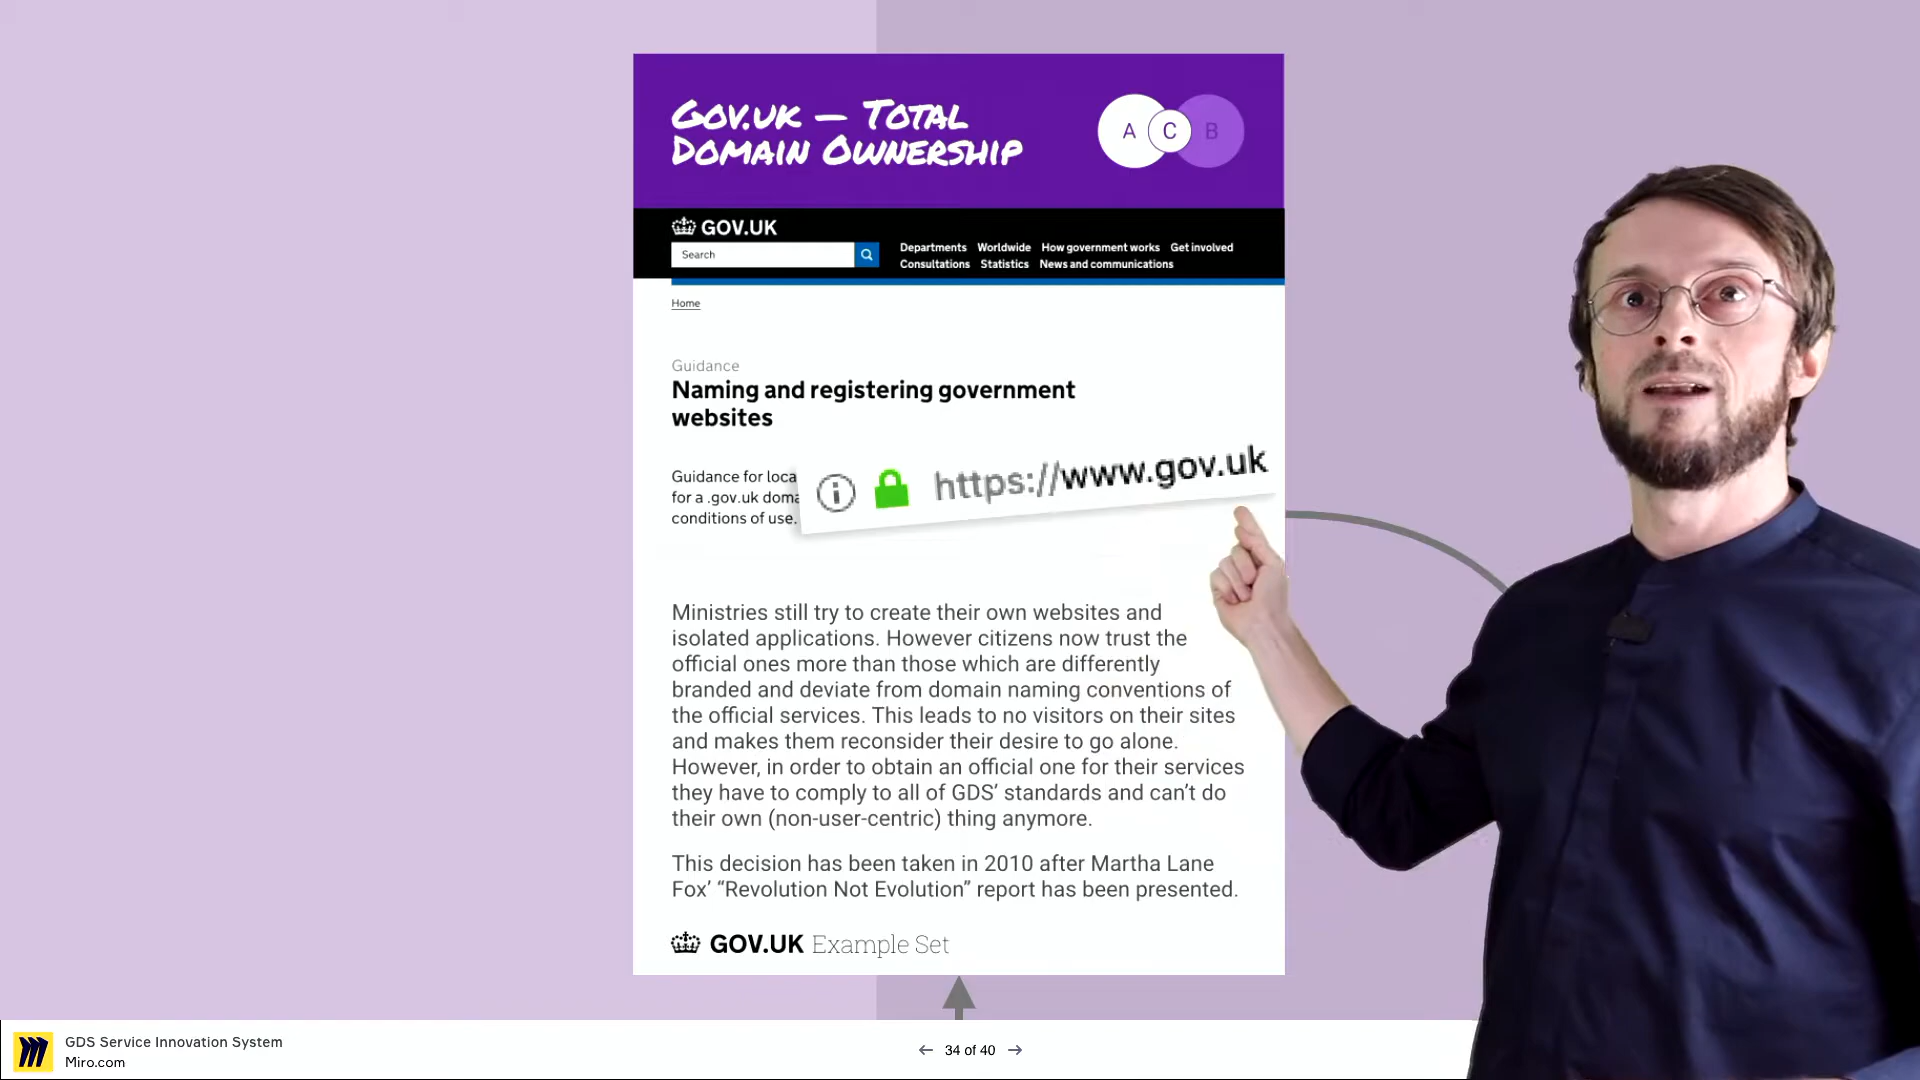 GOV.UK — TOTAL
DOMAIN OWNERSHIP
A C B
GOV.UK
Search
Departments Worldwide How government works Get involved
Consultations Statistics News and communications
Home
Guidance
Naming and registering government
websites
Guidance for loca
for a .gov.uk doma
conditions of use.
https://www.gov.uk
Ministries still try to create their own websites and
isolated applications. However citizens now trust the
official ones more than those which are differently
branded and deviate from domain naming conventions of
the official services. This leads to no visitors on their sites
and makes them reconsider their desire to go alone.
However, in order to obtain an official one for their services
they have to comply to all of GDS’ standards and can’t do
their own (non-user-centric) thing anymore.
This decision has been taken in 2010 after Martha Lane
Fox’ “Revolution Not Evolution” report has been presented.
GOV.UK Example Set
GDS Service Innovation System
Miro.com
34 of 40